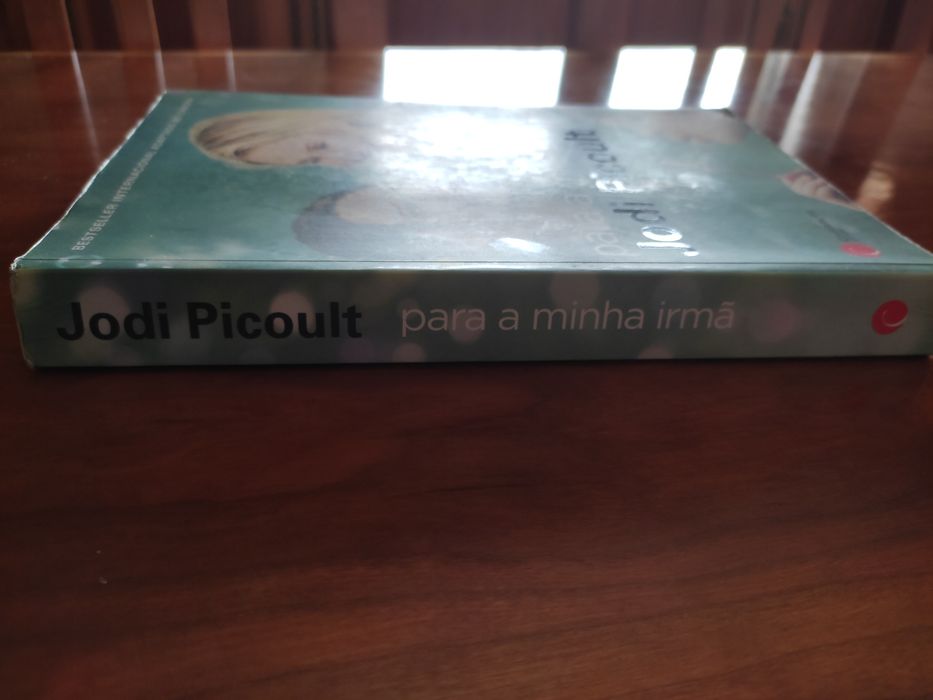 Jodi Picoult para a minha irmã
BESTSELLER INTERNACIONAL
Jodi Picoult